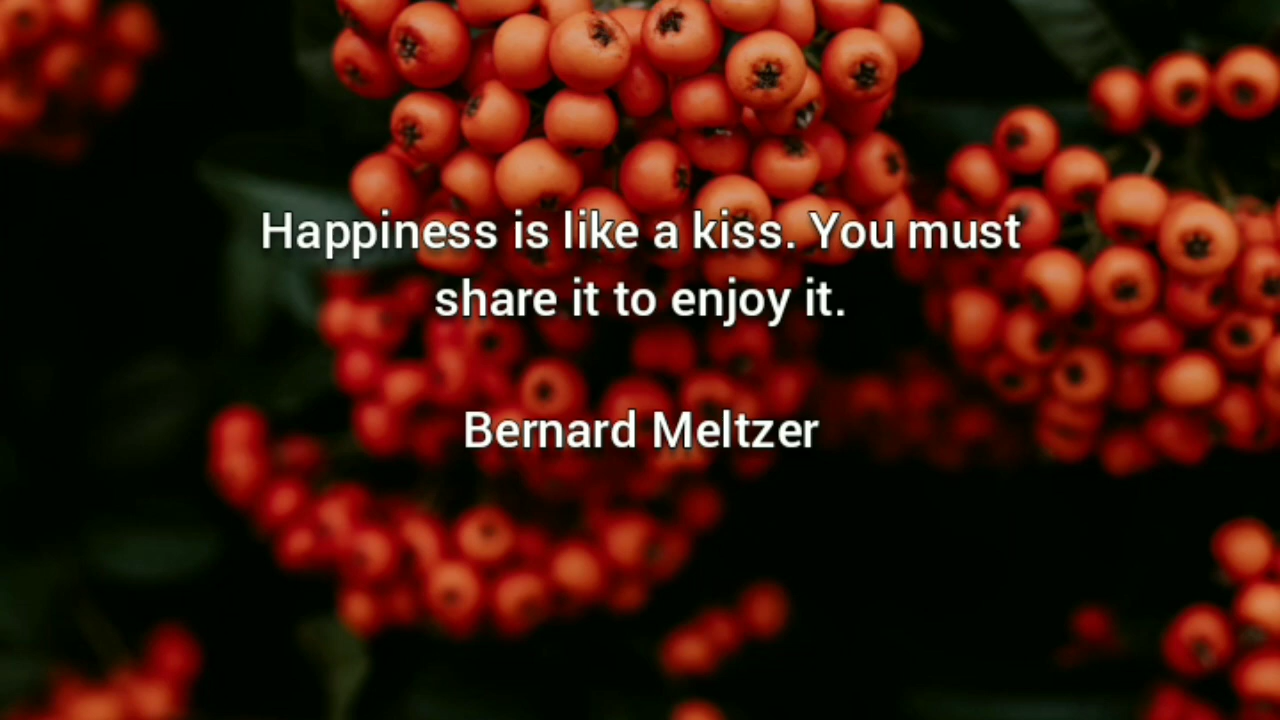 Happiness is like a kiss. You must
share it to enjoy it.
Bernard Meltzer